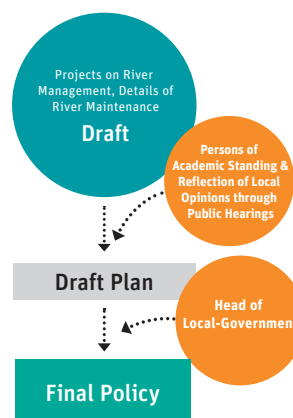 Projects on River
Management, Details of
River Maintenance
Draft
Persons of
Academic Standing &
Reflection of Local
Opinions through
Public Hearings
Draft Plan
Head of
Local-Governmen
Final Policy